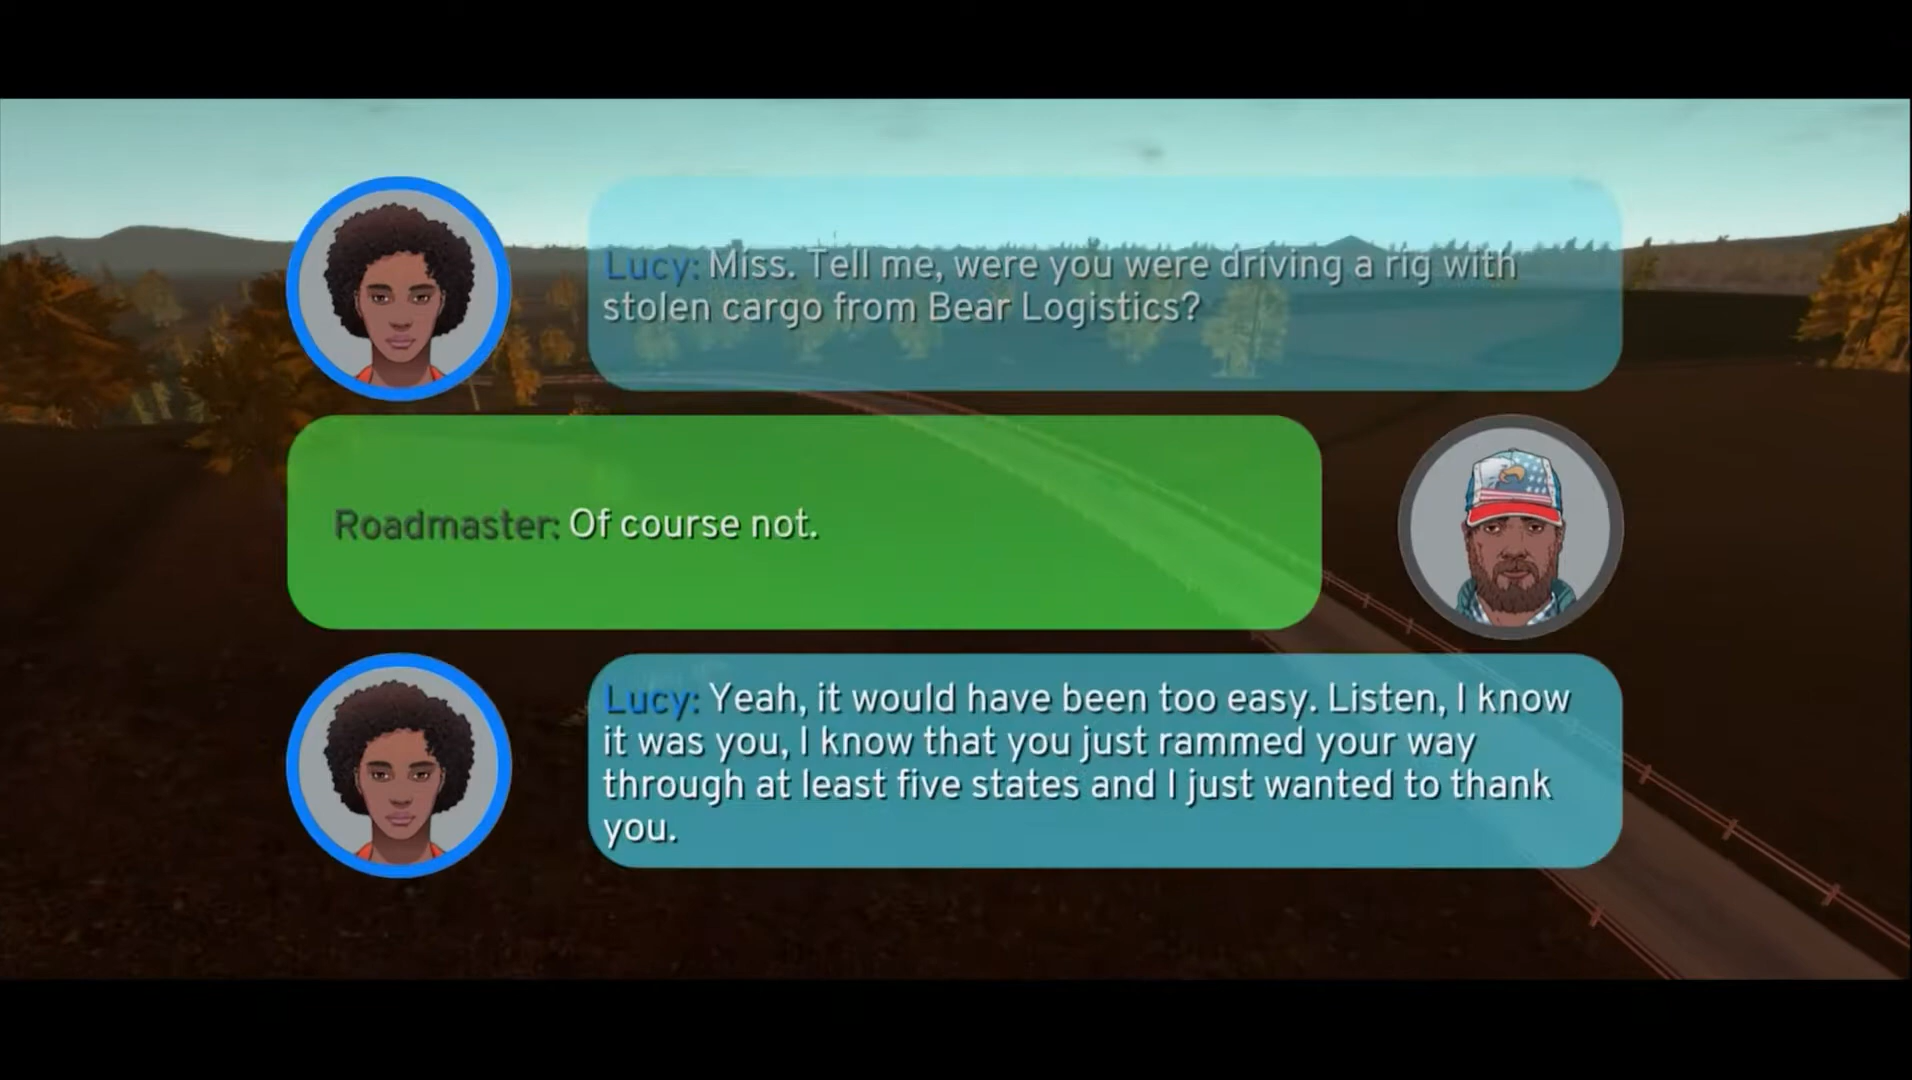 Lucy: Miss. Tell me, were you were driving a rig with
stolen cargo from Bear Logistics?
Roadmaster: Of course not.
Lucy: Yeah, it would have been too easy. Listen, I know
it was you, I know that you just rammed your way
through at least five states and I just wanted to thank
you.